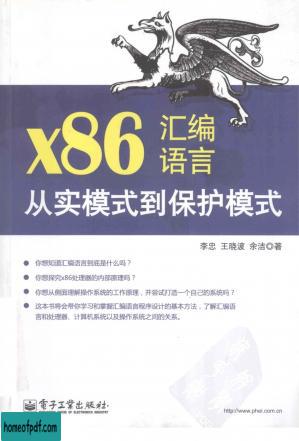 x86 汇编
语言
从实模式到保护模式
李忠 王晓波 余洁◎著
● 你想知道汇编语言到底是什么吗？
● 你想探究x86处理器的内部原理吗？
● 你想从侧面理解操作系统的工作原理，并尝试打造一个自己的系统吗？
● 这本书将会带你学习和掌握汇编语言程序设计的基本方向，了解汇编语
言和处理器、计算机系统以及操作系统之间的关系。
電子工業出版社
http://www.phei.com.cn
homeofpdf.com